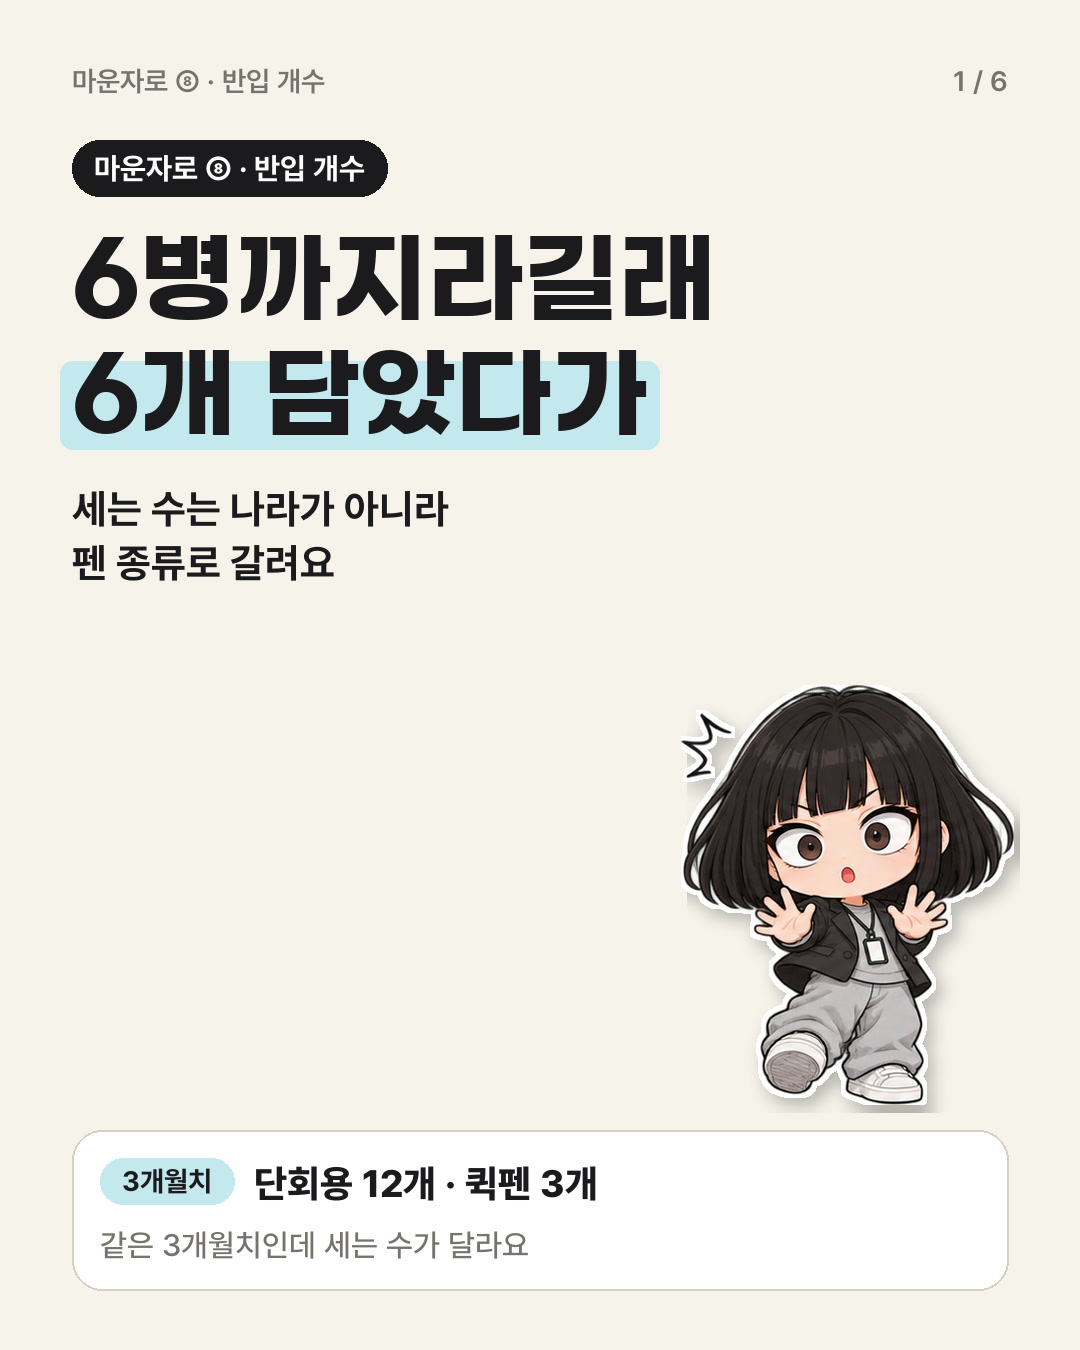 마운자로 ⑧ · 반입 개수
1 / 6
마운자로 ⑧ · 반입 개수
6병까지라길래
6개 담았다가
세는 수는 나라가 아니라
펜 종류로 갈려요
3개월치 단회용 12개 · 퀵펜 3개
같은 3개월치인데 세는 수가 달라요